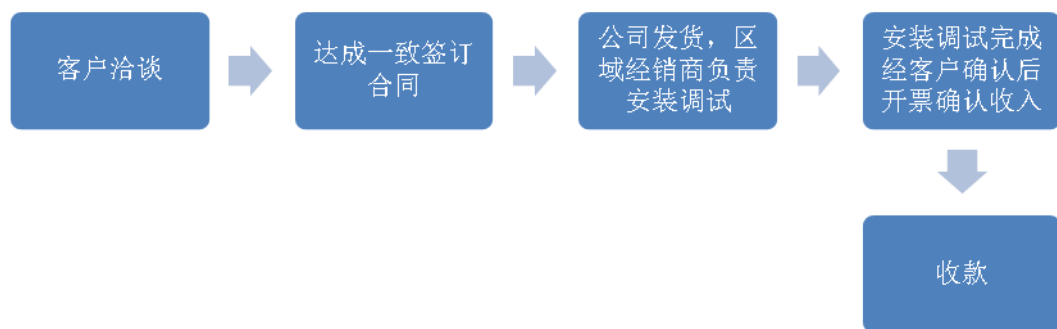 客户洽谈
达成一致签订
合同
公司发货，区
域经销商负责
安装调试
安装调试完成
经客户确认后
开票确认收入
收款